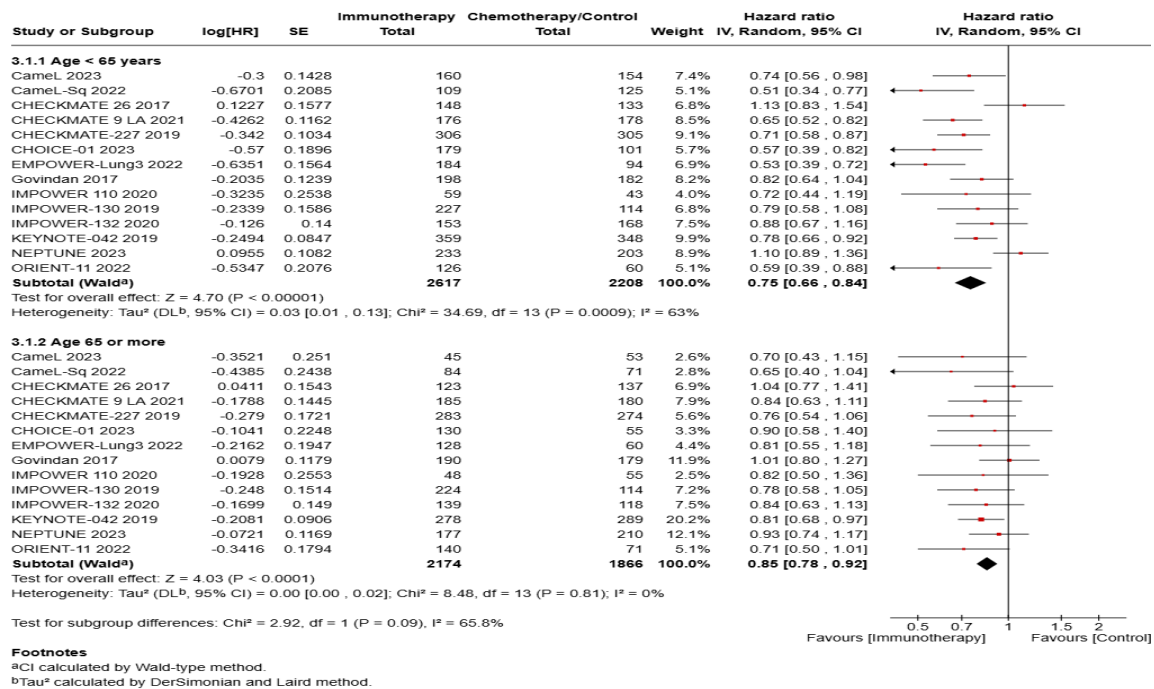 Immunotherapy Chemotherapy/Control Hazard ratio Hazard ratio
Study or Subgroup log[HR] SE Total Total Weight IV, Random, 95% CI IV, Random, 95% CI
3.1.1 Age < 65 years
CameL 2023 -0.3 0.1428 160 154 7.4% 0.74 [0.56 , 0.98]
CameL-Sq 2022 -0.6701 0.2085 109 125 5.1% 0.51 [0.34 , 0.77]
CHECKMATE 26 2017 0.1227 0.1577 148 133 6.8% 1.13 [0.83 , 1.54]
CHECKMATE 9 LA 2021 -0.4262 0.1162 176 178 8.5% 0.65 [0.52 , 0.82]
CHECKMATE-227 2019 -0.342 0.1034 306 305 9.1% 0.71 [0.58 , 0.87]
CHOICE-01 2023 -0.57 0.1896 179 101 5.7% 0.57 [0.39 , 0.82]
EMPOWER-Lung3 2022 -0.6351 0.1564 184 94 6.9% 0.53 [0.39 , 0.72]
Govindan 2017 -0.2035 0.1239 198 182 8.2% 0.82 [0.64 , 1.04]
IMPOWER 110 2020 -0.3235 0.2538 59 43 4.0% 0.72 [0.44 , 1.19]
IMPOWER-130 2019 -0.2339 0.1586 227 114 6.8% 0.79 [0.58 , 1.08]
IMPOWER-132 2020 -0.126 0.14 153 168 7.5% 0.88 [0.67 , 1.16]
KEYNOTE-042 2019 -0.2494 0.0847 359 348 9.9% 0.78 [0.66 , 0.92]
NEPTUNE 2023 0.0955 0.1082 233 203 8.9% 1.10 [0.89 , 1.36]
ORIENT-11 2022 -0.5347 0.2076 126 60 5.1% 0.59 [0.39 , 0.88]
Subtotal (Waldᵃ) 2617 2208 100.0% 0.75 [0.66 , 0.84]
Test for overall effect: Z = 4.70 (P < 0.00001)
Heterogeneity: Tau² (DLᵇ, 95% CI) = 0.03 [0.01 , 0.13]; Chi² = 34.69, df = 13 (P = 0.0009); I² = 63%
3.1.2 Age 65 or more
CameL 2023 -0.3521 0.251 45 53 2.6% 0.70 [0.43 , 1.15]
CameL-Sq 2022 -0.4385 0.2438 84 71 2.8% 0.65 [0.40 , 1.04]
CHECKMATE 26 2017 0.0411 0.1543 123 137 6.9% 1.04 [0.77 , 1.41]
CHECKMATE 9 LA 2021 -0.1788 0.1445 185 180 7.9% 0.84 [0.63 , 1.11]
CHECKMATE-227 2019 -0.279 0.1721 283 274 5.6% 0.76 [0.54 , 1.06]
CHOICE-01 2023 -0.1041 0.2248 130 55 3.3% 0.90 [0.58 , 1.40]
EMPOWER-Lung3 2022 -0.2162 0.1947 128 60 4.4% 0.81 [0.55 , 1.18]
Govindan 2017 0.0079 0.1179 190 179 11.9% 1.01 [0.80 , 1.27]
IMPOWER 110 2020 -0.1928 0.2553 48 55 2.5% 0.82 [0.50 , 1.36]
IMPOWER-130 2019 -0.248 0.1514 224 114 7.2% 0.78 [0.58 , 1.05]
IMPOWER-132 2020 -0.1699 0.149 139 118 7.5% 0.84 [0.63 , 1.13]
KEYNOTE-042 2019 -0.2081 0.0906 278 289 20.2% 0.81 [0.68 , 0.97]
NEPTUNE 2023 -0.0721 0.1169 177 210 12.1% 0.93 [0.74 , 1.17]
ORIENT-11 2022 -0.3416 0.1794 140 71 5.1% 0.71 [0.50 , 1.01]
Subtotal (Waldᵃ) 2174 1866 100.0% 0.85 [0.78 , 0.92]
Test for overall effect: Z = 4.03 (P < 0.0001)
Heterogeneity: Tau² (DLᵇ, 95% CI) = 0.00 [0.00 , 0.02]; Chi² = 8.48, df = 13 (P = 0.81); I² = 0%
Test for subgroup differences: Chi² = 2.92, df = 1 (P = 0.09), I² = 65.8%
0.5 0.7 1 1.5 2
Favours [Immunotherapy] Favours [Control]
Footnotes
ᵃCI calculated by Wald-type method.
ᵇTau² calculated by DerSimonian and Laird method.